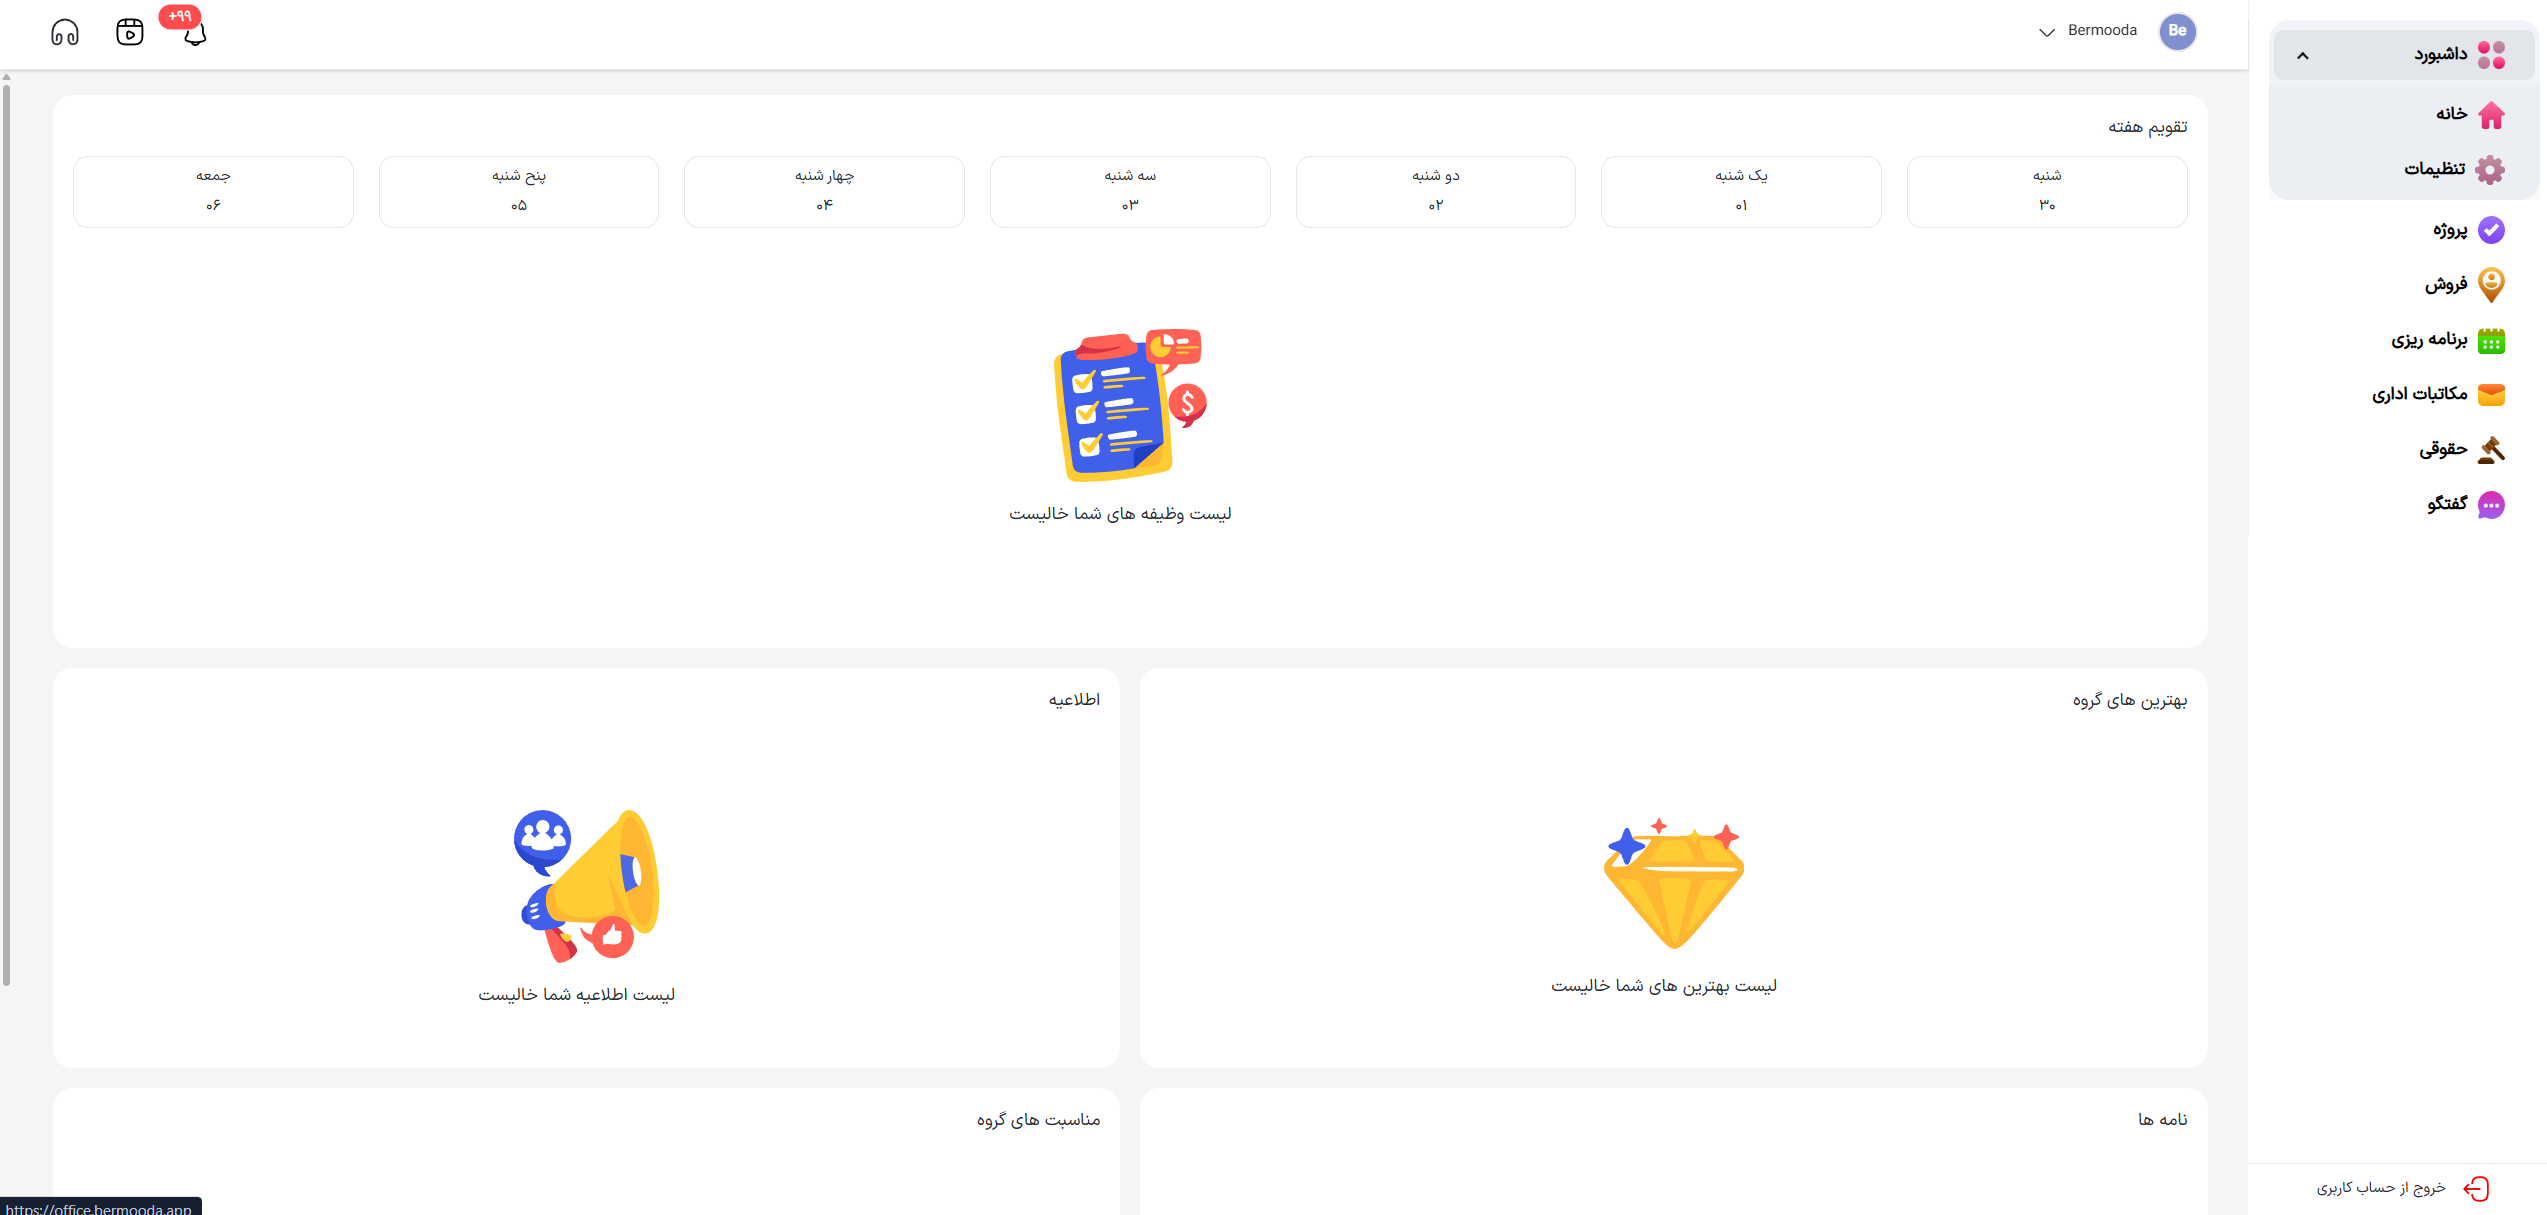 داشبورد
خانه
تنظیمات
پروژه
فروش
برنامه ریزی
مکاتبات اداری
حقوقی
گفتگو
خروج از حساب کاربری
Be
Bermooda
+۹۹
تقویم هفته
شنبه
۳۰
یک شنبه
۰۱
دو شنبه
۰۲
سه شنبه
۰۳
چهار شنبه
۰۴
پنج شنبه
۰۵
جمعه
۰۶
لیست وظیفه های شما خالیست
بهترین های گروه
لیست بهترین های شما خالیست
اطلاعیه
لیست اطلاعیه شما خالیست
نامه ها
مناسبت های گروه
https://office.bermooda.app